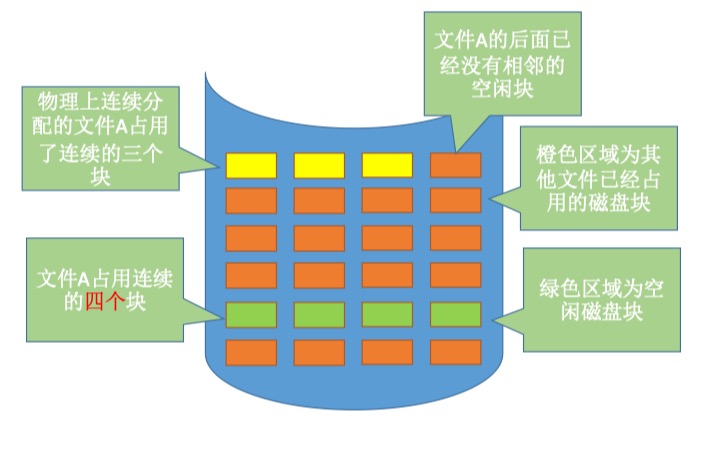 文件A的后面已
经没有相邻的
空闲块
物理上连续分
配的文件A占用
了连续的三个
块
橙色区域为其
他文件已经占
用的磁盘块
文件A占用连续
的四个块
绿色区域为空
闲磁盘块